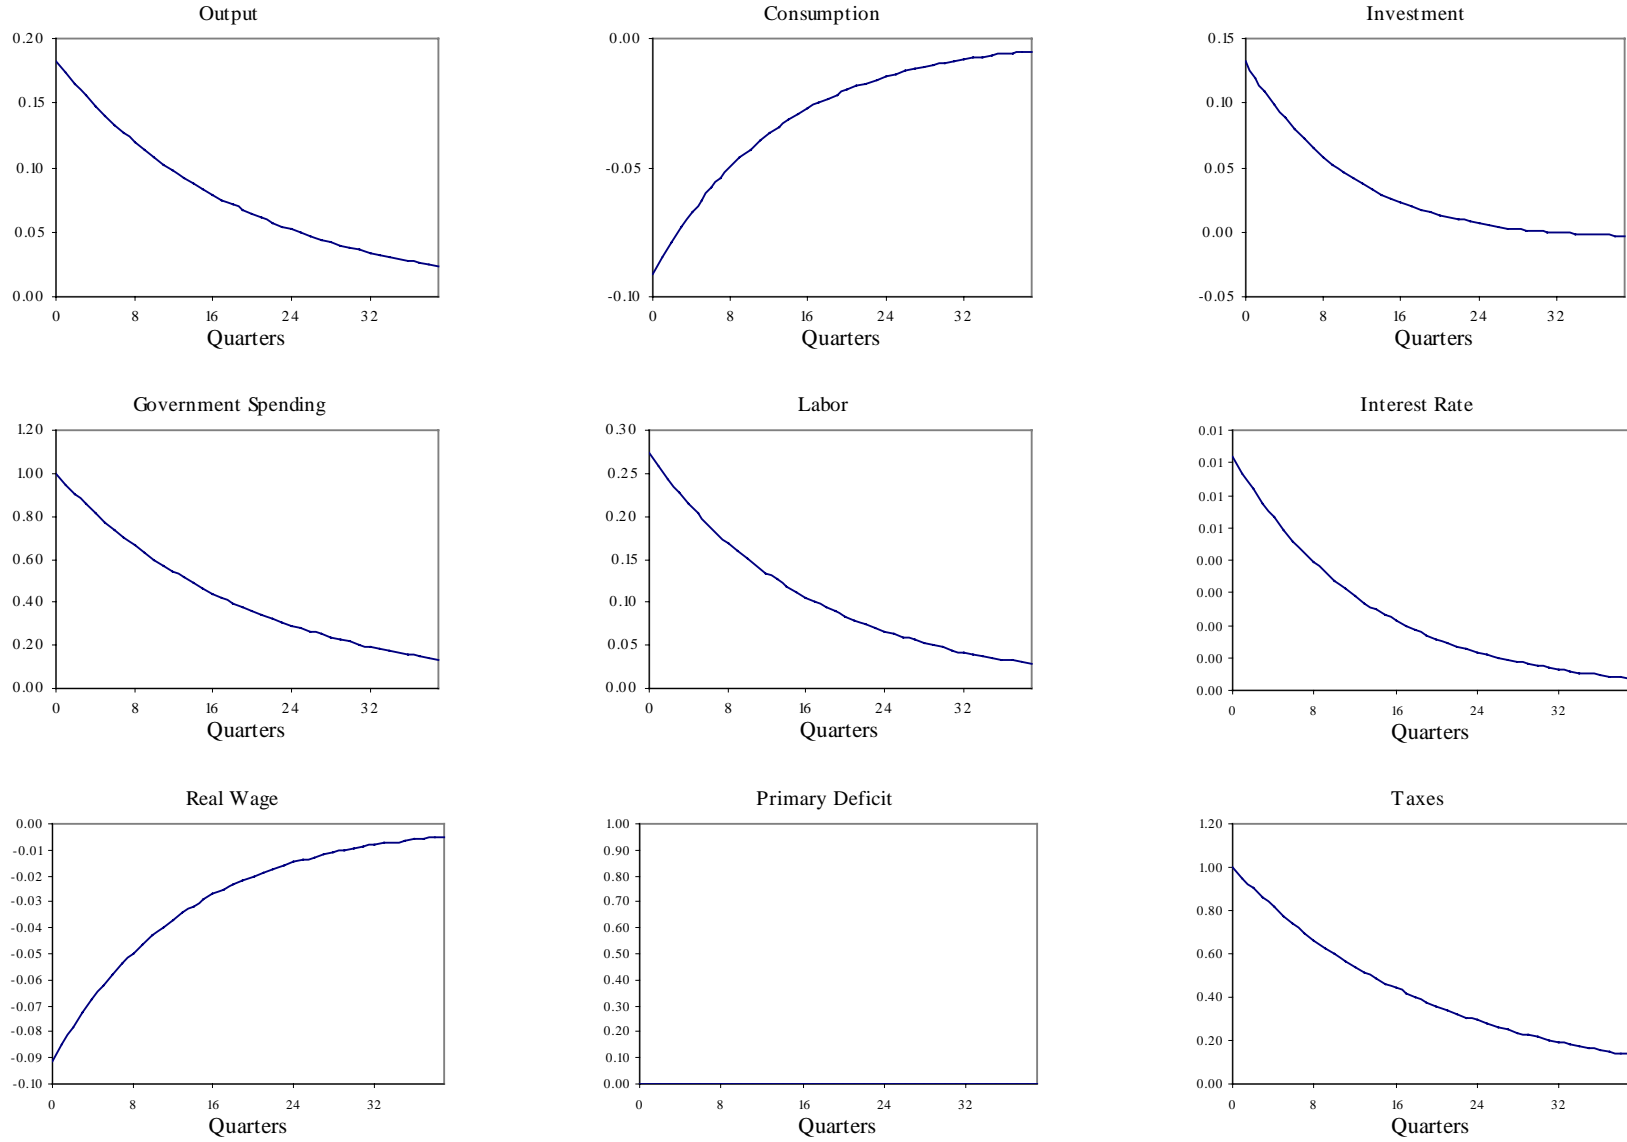 Output
Consumption
Investment
0.20
0.15
0.10
0.05
0.00
0 8 16 24 32
Quarters
0.00
-0.05
-0.10
0 8 16 24 32
Quarters
0.15
0.10
0.05
0.00
-0.05
0 8 16 24 32
Quarters
Government Spending
Labor
Interest Rate
1.20
1.00
0.80
0.60
0.40
0.20
0.00
0 8 16 24 32
Quarters
0.30
0.25
0.20
0.15
0.10
0.05
0.00
0 8 16 24 32
Quarters
0.01
0.01
0.01
0.01
0.00
0.00
0.00
0.00
0.00
0 8 16 24 32
Quarters
Real Wage
Primary Deficit
Taxes
0.00
-0.01
-0.02
-0.03
-0.04
-0.05
-0.06
-0.07
-0.08
-0.09
-0.10
0 8 16 24 32
Quarters
1.00
0.90
0.80
0.70
0.60
0.50
0.40
0.30
0.20
0.10
0.00
0 8 16 24 32
Quarters
1.20
1.00
0.80
0.60
0.40
0.20
0.00
0 8 16 24 32
Quarters